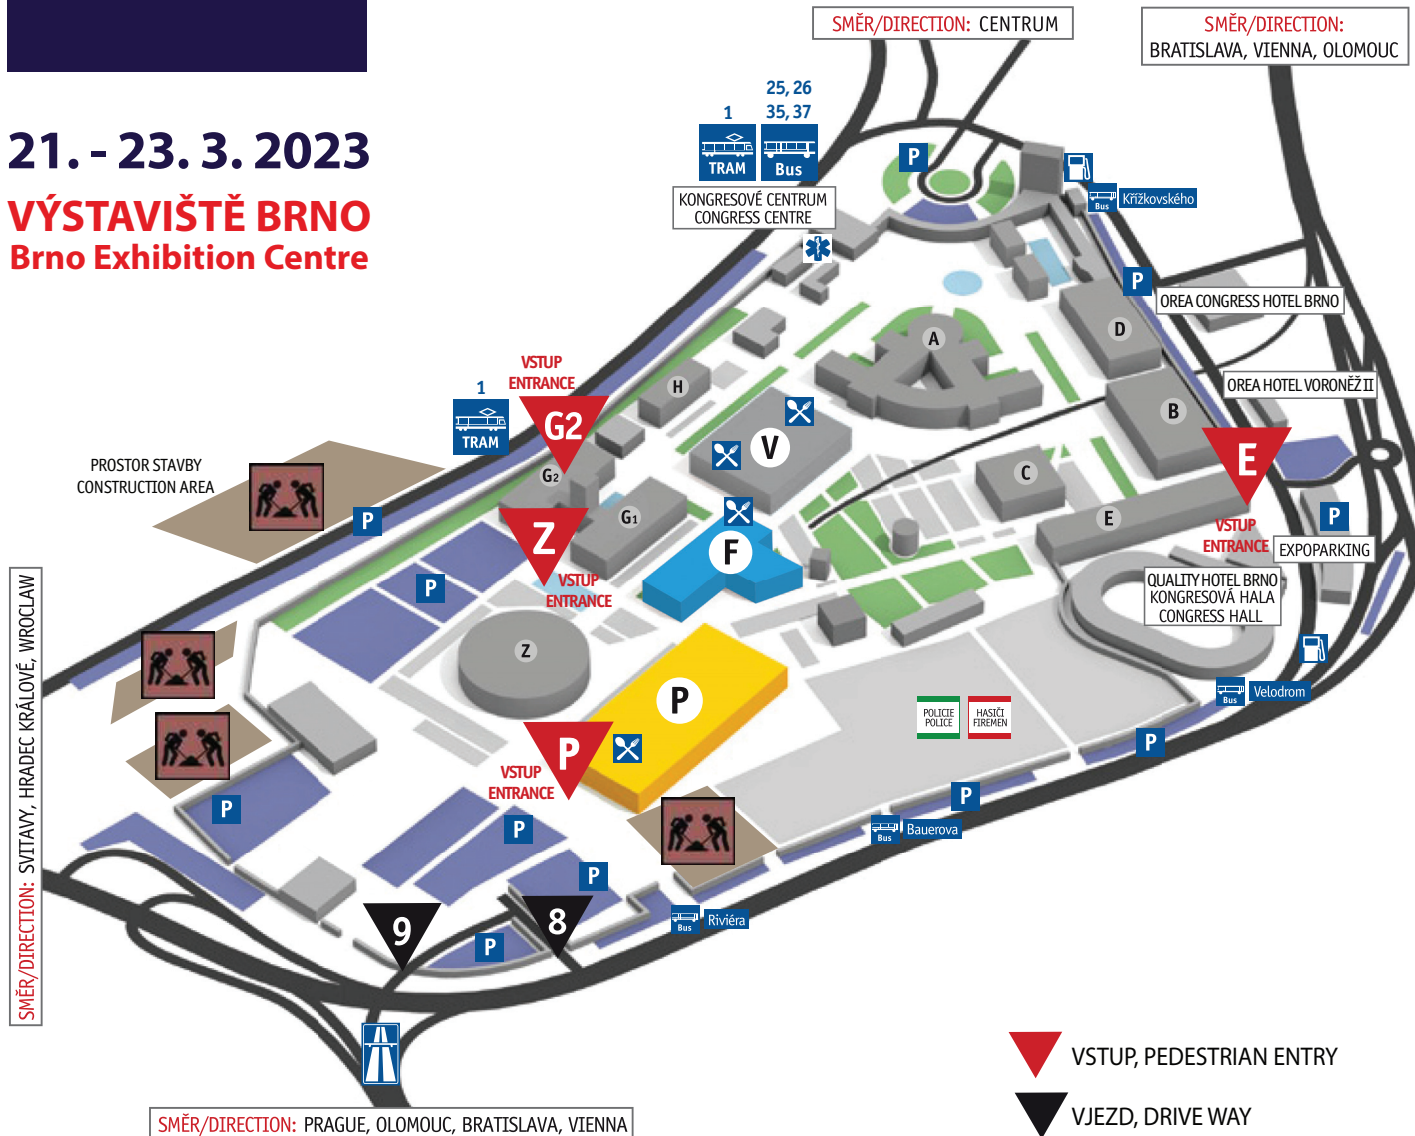 SMĚR/DIRECTION: CENTRUM
SMĚR/DIRECTION:
BRATISLAVA, VIENNA, OLOMOUC
21. - 23. 3. 2023
VÝSTAVIŠTĚ BRNO
Brno Exhibition Centre
1
TRAM
25, 26
35, 37
Bus
KONGRESOVÉ CENTRUM
CONGRESS CENTRE
P
Bus
Křížkovského
P
OREA CONGRESS HOTEL BRNO
D
A
OREA HOTEL VORONĚŽ II
B
H
VSTUP
ENTRANCE
G2
1
TRAM
V
E
VSTUP
ENTRANCE
P
EXPOPARKING
PROSTOR STAVBY
CONSTRUCTION AREA
P
G2
G1
C
E
Z
VSTUP
ENTRANCE
F
P
QUALITY HOTEL BRNO
KONGRESOVÁ HALA
CONGRESS HALL
Z
P
POLICIE
POLICE
HASIČI
FIREMEN
Bus
Velodrom
P
P
VSTUP
ENTRANCE
P
P
P
Bus
Bauerova
P
Bus
Riviéra
9
8
P
SMĚR/DIRECTION: SVITAVY, HRADEC KRÁLOVÉ, WROCLAW
SMĚR/DIRECTION: PRAGUE, OLOMOUC, BRATISLAVA, VIENNA
VSTUP, PEDESTRIAN ENTRY
VJEZD, DRIVE WAY